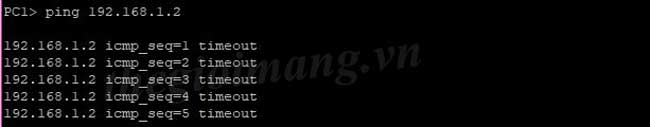 PC1> ping 192.168.1.2
192.168.1.2 icmp_seq=1 timeout
192.168.1.2 icmp_seq=2 timeout
192.168.1.2 icmp_seq=3 timeout
192.168.1.2 icmp_seq=4 timeout
192.168.1.2 icmp_seq=5 timeout
thegioimang.vn